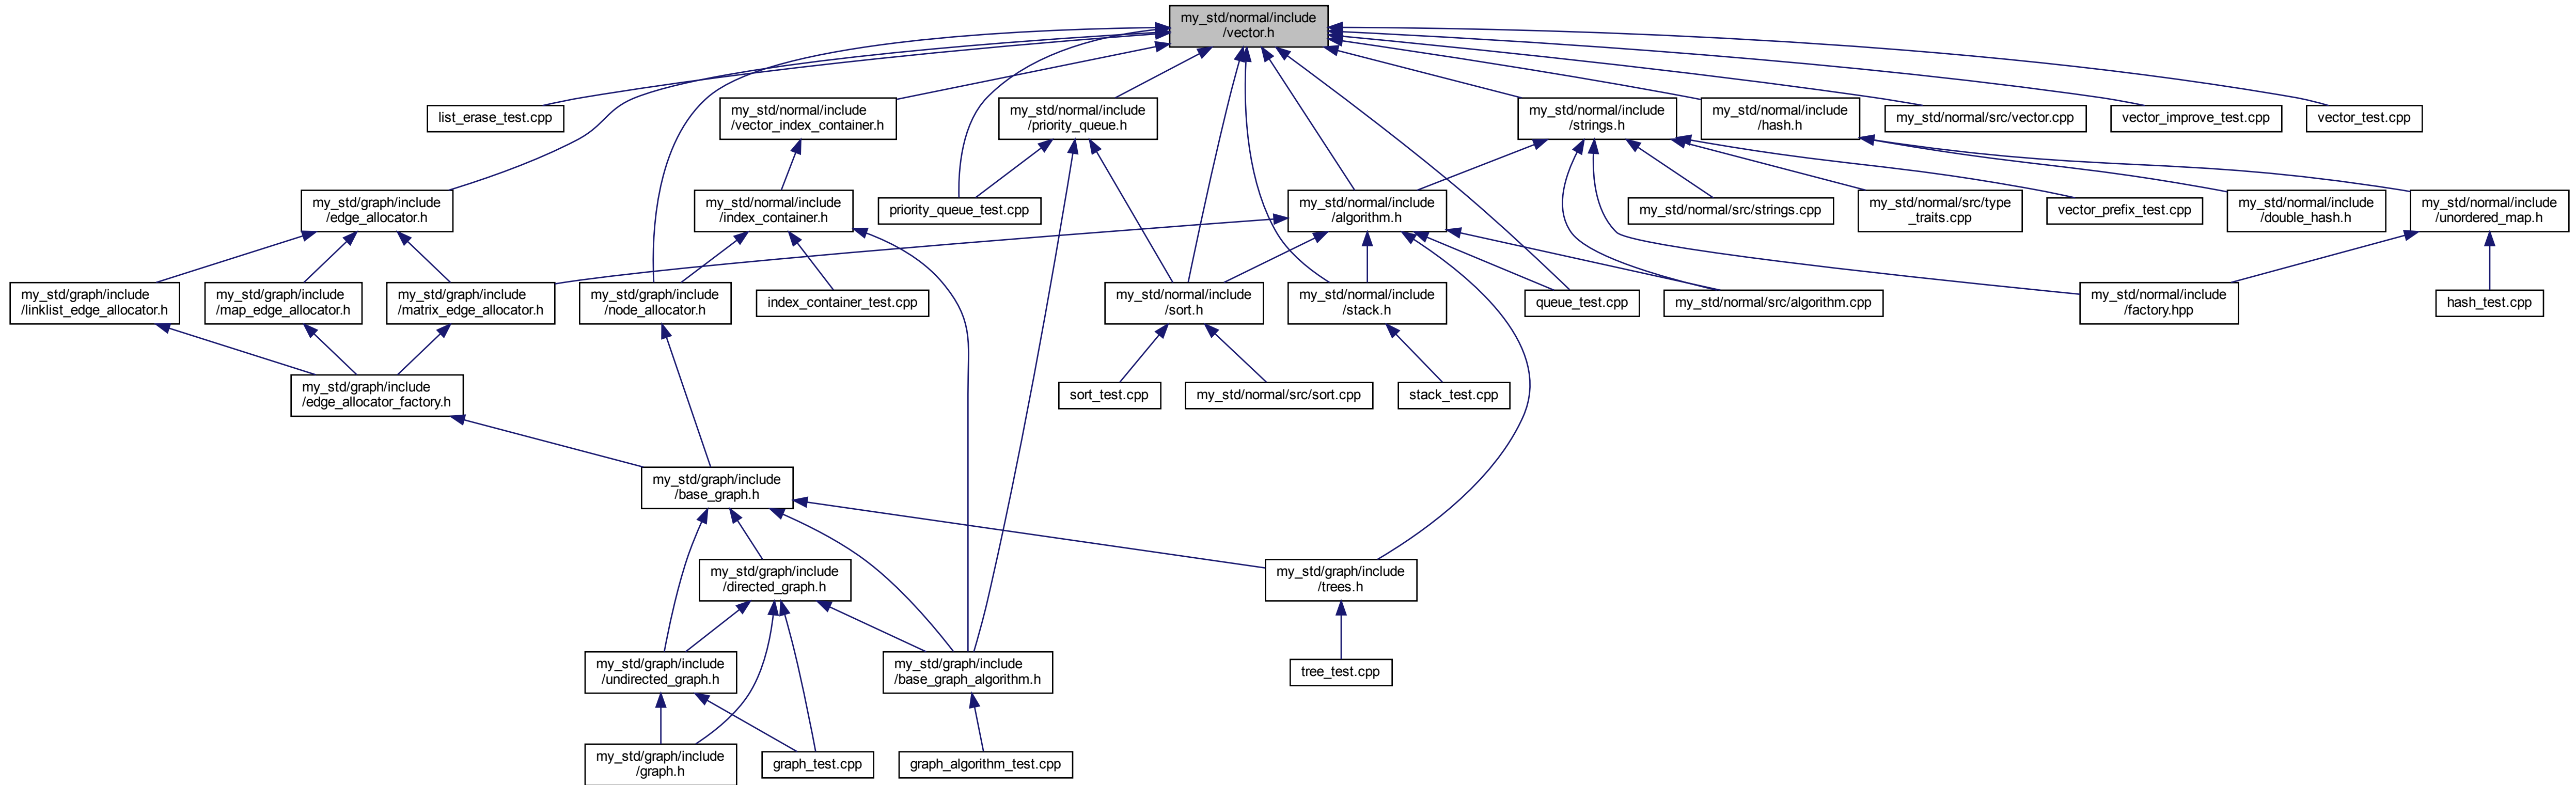 my_std/normal/include
/vector.h
list_erase_test.cpp
my_std/normal/include
/vector_index_container.h
my_std/normal/include
/priority_queue.h
my_std/normal/include
/strings.h
my_std/normal/include
/hash.h
my_std/normal/src/vector.cpp
vector_improve_test.cpp
vector_test.cpp
my_std/graph/include
/edge_allocator.h
my_std/normal/include
/index_container.h
priority_queue_test.cpp
my_std/normal/include
/algorithm.h
my_std/normal/src/strings.cpp
my_std/normal/src/type
_traits.cpp
vector_prefix_test.cpp
my_std/normal/include
/double_hash.h
my_std/normal/include
/unordered_map.h
my_std/graph/include
/linklist_edge_allocator.h
my_std/graph/include
/map_edge_allocator.h
my_std/graph/include
/matrix_edge_allocator.h
my_std/graph/include
/node_allocator.h
index_container_test.cpp
my_std/normal/include
/sort.h
my_std/normal/include
/stack.h
queue_test.cpp
my_std/normal/src/algorithm.cpp
my_std/normal/include
/factory.hpp
hash_test.cpp
my_std/graph/include
/edge_allocator_factory.h
sort_test.cpp
my_std/normal/src/sort.cpp
stack_test.cpp
my_std/graph/include
/base_graph.h
my_std/graph/include
/directed_graph.h
my_std/graph/include
/trees.h
my_std/graph/include
/undirected_graph.h
my_std/graph/include
/base_graph_algorithm.h
tree_test.cpp
my_std/graph/include
/graph.h
graph_test.cpp
graph_algorithm_test.cpp